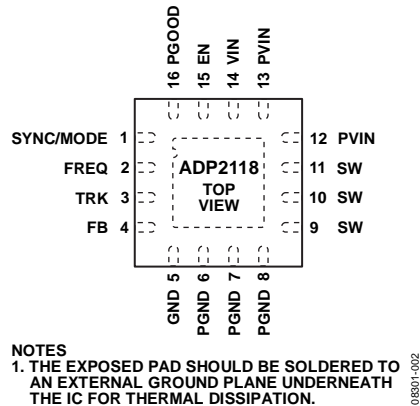 16 PGOOD
15 EN
14 VIN
13 PVIN
SYNC/MODE 1
FREQ 2
TRK 3
FB 4
ADP2118
TOP
VIEW
12 PVIN
11 SW
10 SW
9 SW
GND 5
PGND 6
PGND 7
PGND 8
NOTES
1. THE EXPOSED PAD SHOULD BE SOLDERED TO
AN EXTERNAL GROUND PLANE UNDERNEATH
THE IC FOR THERMAL DISSIPATION.
08301-002